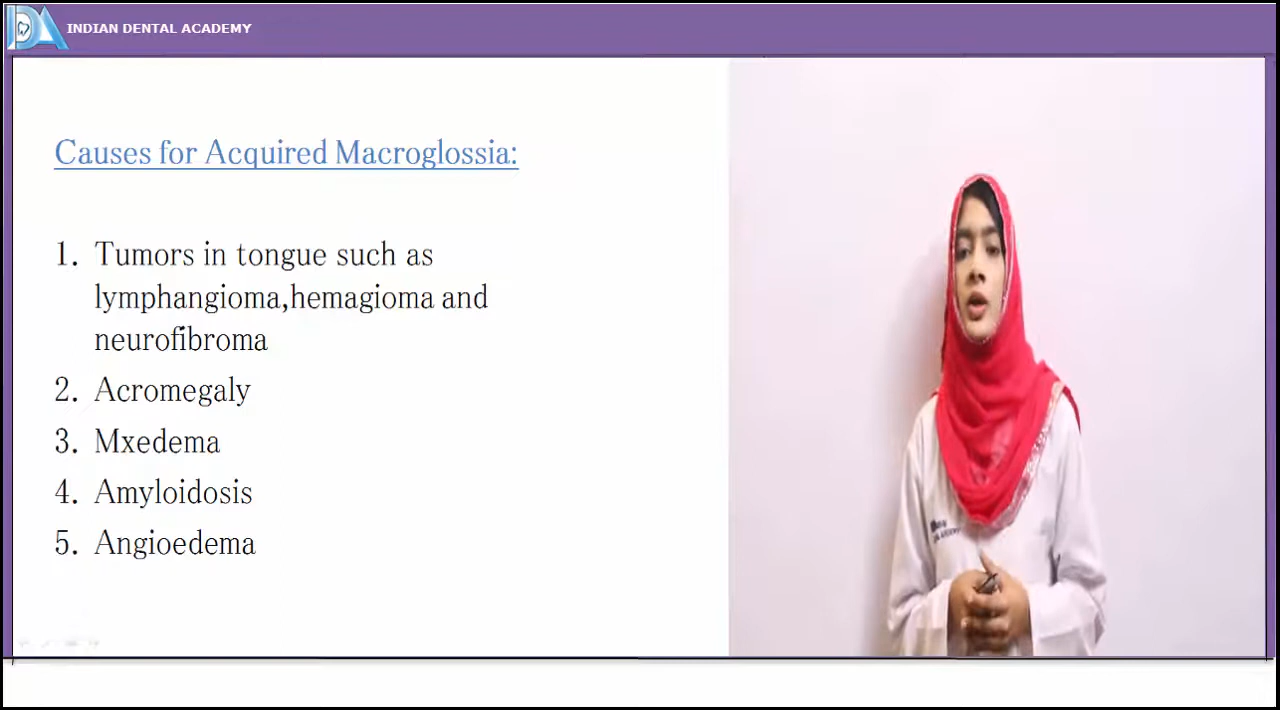 INDIAN DENTAL ACADEMY
Causes for Acquired Macroglossia:
1. Tumors in tongue such as
lymphangioma,hemagioma and
neurofibroma
2. Acromegaly
3. Mxedema
4. Amyloidosis
5. Angioedema